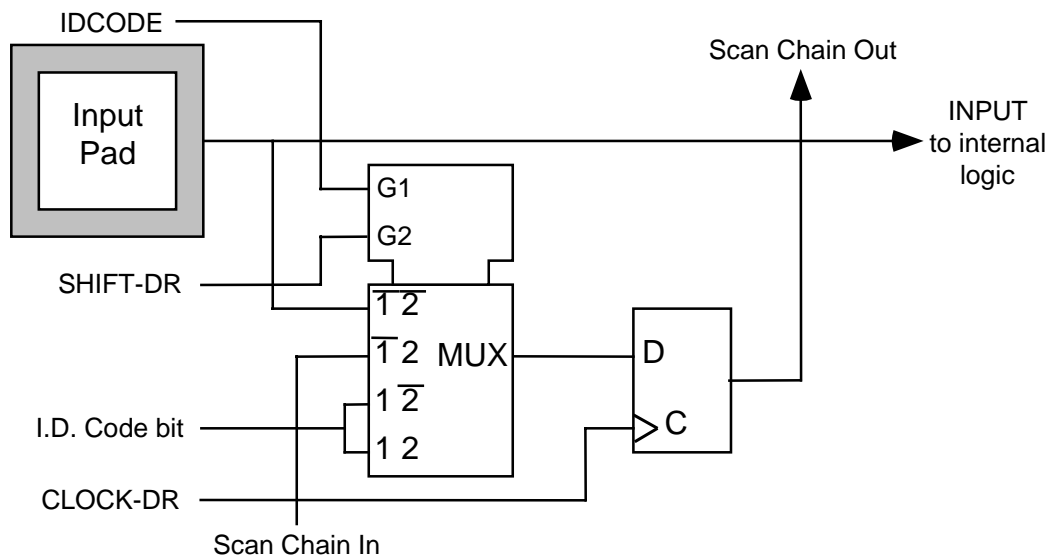 IDCODE
Scan Chain Out
Input
Pad
INPUT
to internal
logic
G1
G2
SHIFT-DR
1̅ 2̅
1̅ 2
MUX
D
1 2̅
I.D. Code bit
C
1 2
CLOCK-DR
Scan Chain In